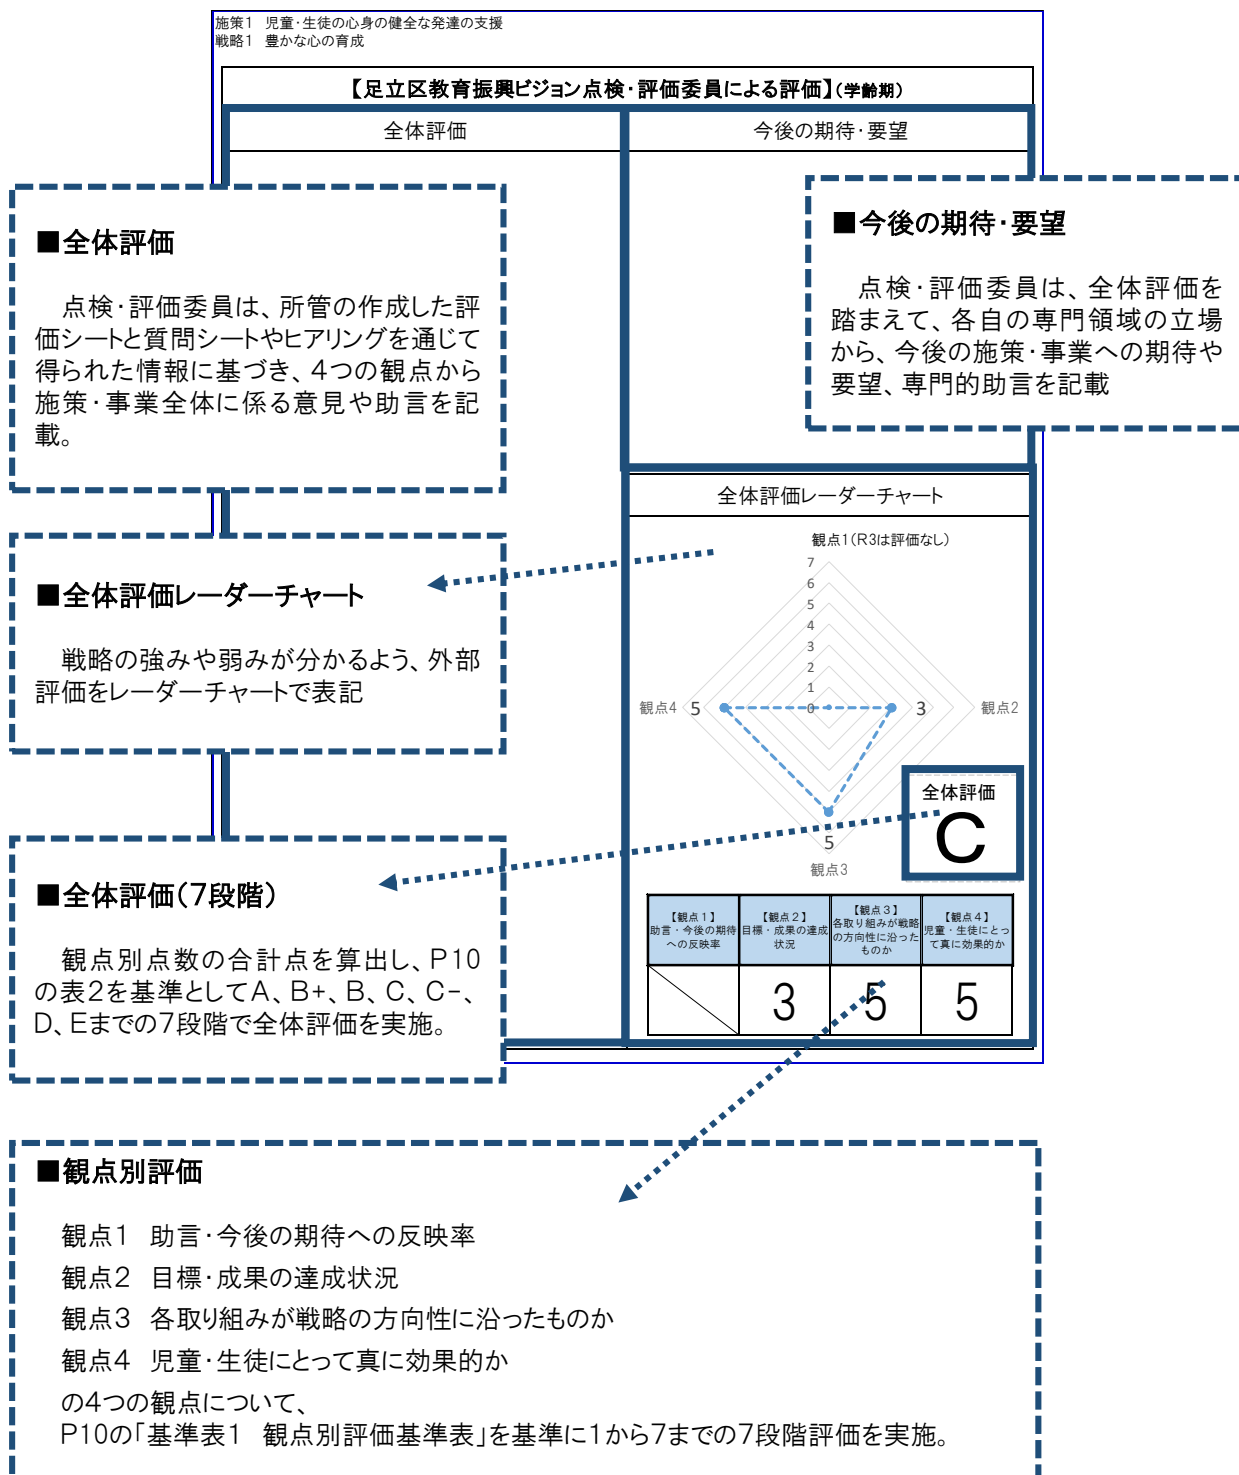 施策1 児童・生徒の心身の健全な発達の支援
戦略1 豊かな心の育成
【足立区教育振興ビジョン点検・評価委員による評価】(学齢期)
全体評価
今後の期待・要望
■全体評価
点検・評価委員は、所管の作成した評
価シートと質問シートやヒアリングを通じて
得られた情報に基づき、4つの観点から
施策・事業全体に係る意見や助言を記
載。
■今後の期待・要望
点検・評価委員は、全体評価を
踏まえて、各自の専門領域の立場
から、今後の施策・事業への期待や
要望、専門的助言を記載
■全体評価レーダーチャート
戦略の強みや弱みが分かるよう、外部
評価をレーダーチャートで表記
全体評価レーダーチャート
観点1(R3は評価なし)
7
6
5
4
3
2
1
0
観点4 5
3 観点2
5
観点3
全体評価
C
■全体評価(7段階)
観点別点数の合計点を算出し、P10
の表2を基準としてA、B+、B、C、C-、
D、Eまでの7段階で全体評価を実施。
【観点1】
助言・今後の期待
への反映率
【観点2】
目標・成果の達成
状況
【観点3】
各取り組みが戦略
の方向性に沿った
ものか
【観点4】
児童・生徒にとっ
て真に効果的か
3
5
5
■観点別評価
観点1 助言・今後の期待への反映率
観点2 目標・成果の達成状況
観点3 各取り組みが戦略の方向性に沿ったものか
観点4 児童・生徒にとって真に効果的か
の4つの観点について、
P10の「基準表1 観点別評価基準表」を基準に1から7までの7段階評価を実施。